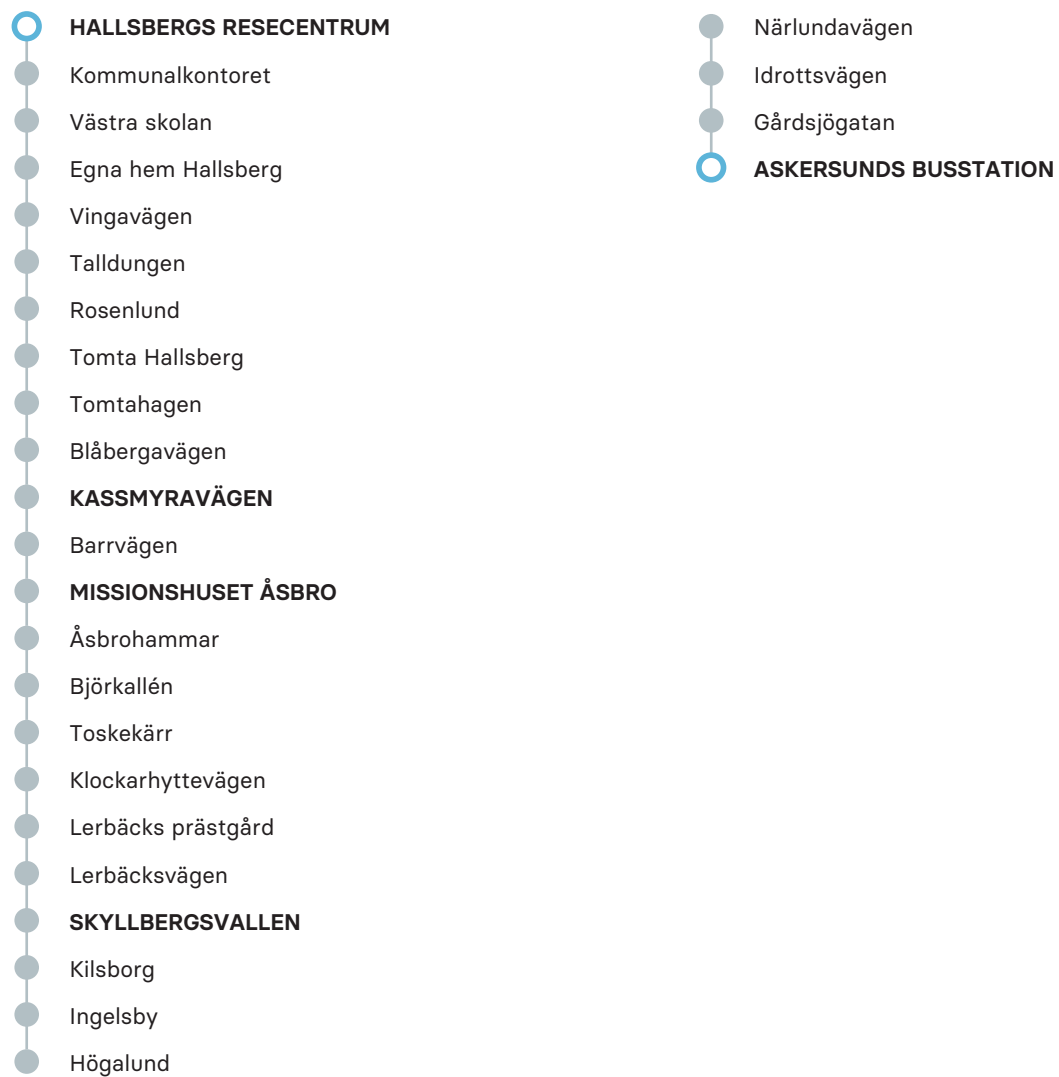 HALLSBERGS RESECENTRUM
Kommunalkontoret
Västra skolan
Egna hem Hallsberg
Vingavägen
Talldungen
Rosenlund
Tomta Hallsberg
Tomtahagen
Blåbergavägen
KASSMYRAVÄGEN
Barrvägen
MISSIONSHUSET ÅSBRO
Åsbrohammar
Björkallén
Toskekärr
Klockarhyttevägen
Lerbäcks prästgård
Lerbäcksvägen
SKYLLBERGSVALLEN
Kilsborg
Ingelsby
Högalund
Närlundavägen
Idrottsvägen
Gårdsjögatan
ASKERSUNDS BUSSTATION